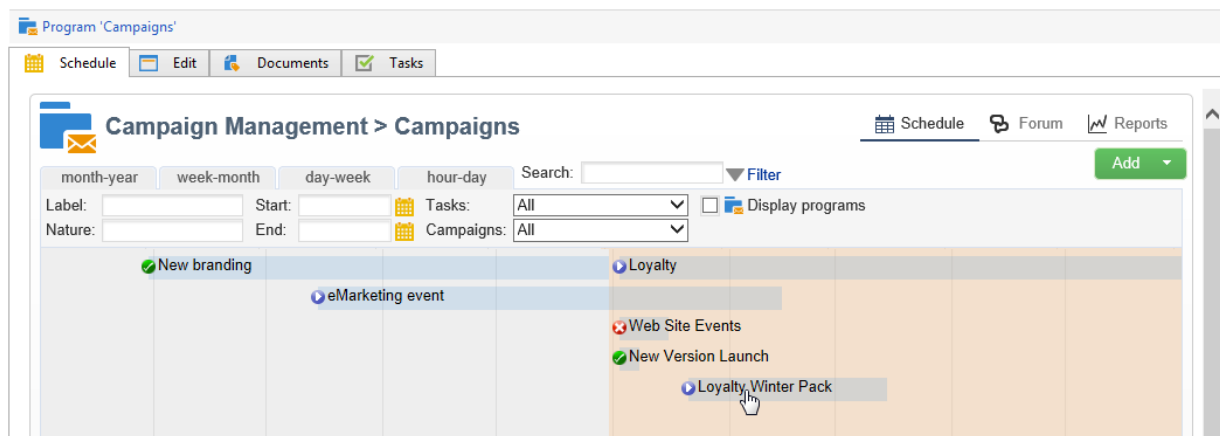 Program 'Campaigns'
Schedule Edit Documents Tasks
Campaign Management > Campaigns
Schedule Forum Reports
Add
month-year week-month day-week hour-day Search: Filter
Label: Start: Tasks: All Display programs
Nature: End: Campaigns: All
New branding Loyalty
eMarketing event
Web Site Events
New Version Launch
Loyalty Winter Pack